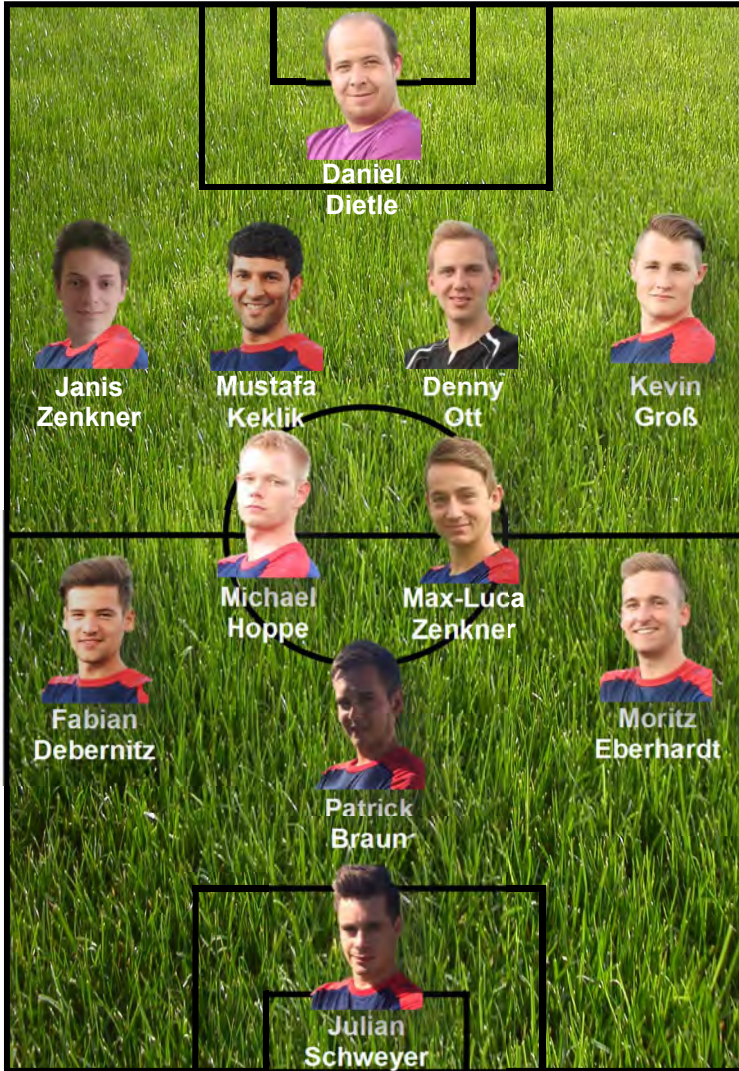 Daniel
Dietle
Janis
Zenkner
Mustafa
Keklik
Denny
Ott
Kevin
Groß
Michael
Hoppe
Max-Luca
Zenkner
Fabian
Debernitz
Moritz
Eberhardt
Patrick
Braun
Julian
Schweyer